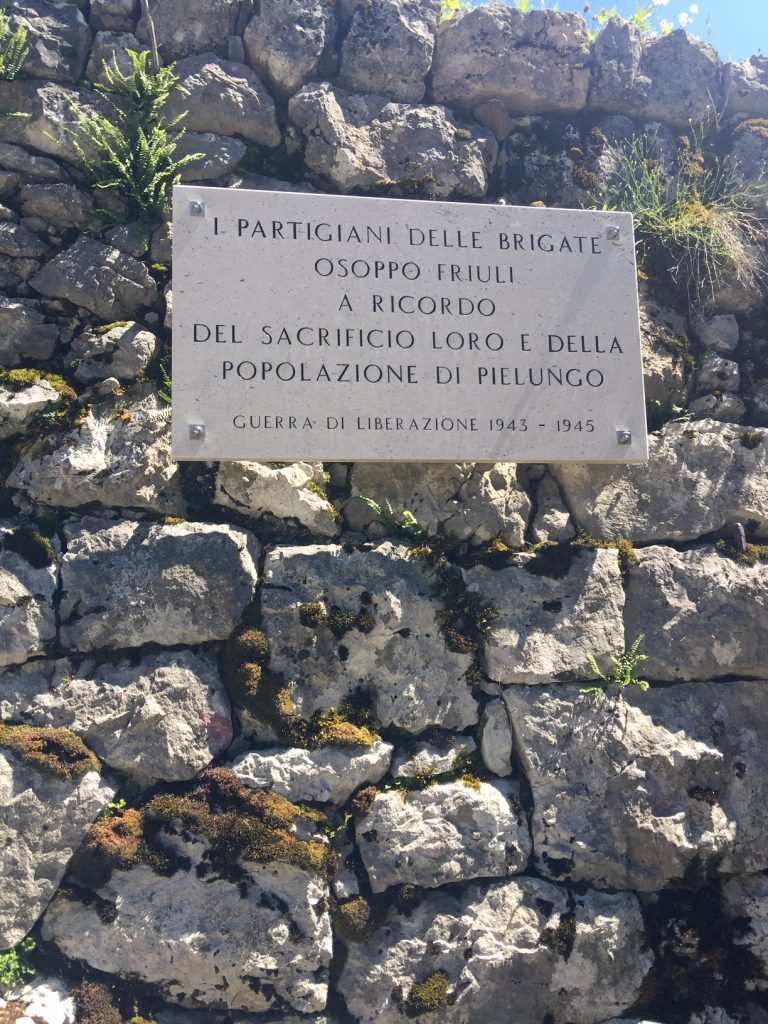 I PARTIGIANI DELLE BRIGATE
OSOPPO FRIULI
A RICORDO
DEL SACRIFICIO LORO E DELLA
POPOLAZIONE DI PIELUNGO
GUERRA DI LIBERAZIONE 1943 - 1945